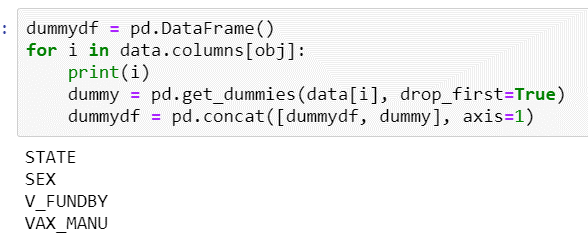 : dummydf = pd.DataFrame()
for i in data.columns[obj]:
    print(i)
    dummy = pd.get_dummies(data[i], drop_first=True)
    dummydf = pd.concat([dummydf, dummy], axis=1)
STATE
SEX
V_FUNDBY
VAX_MANU